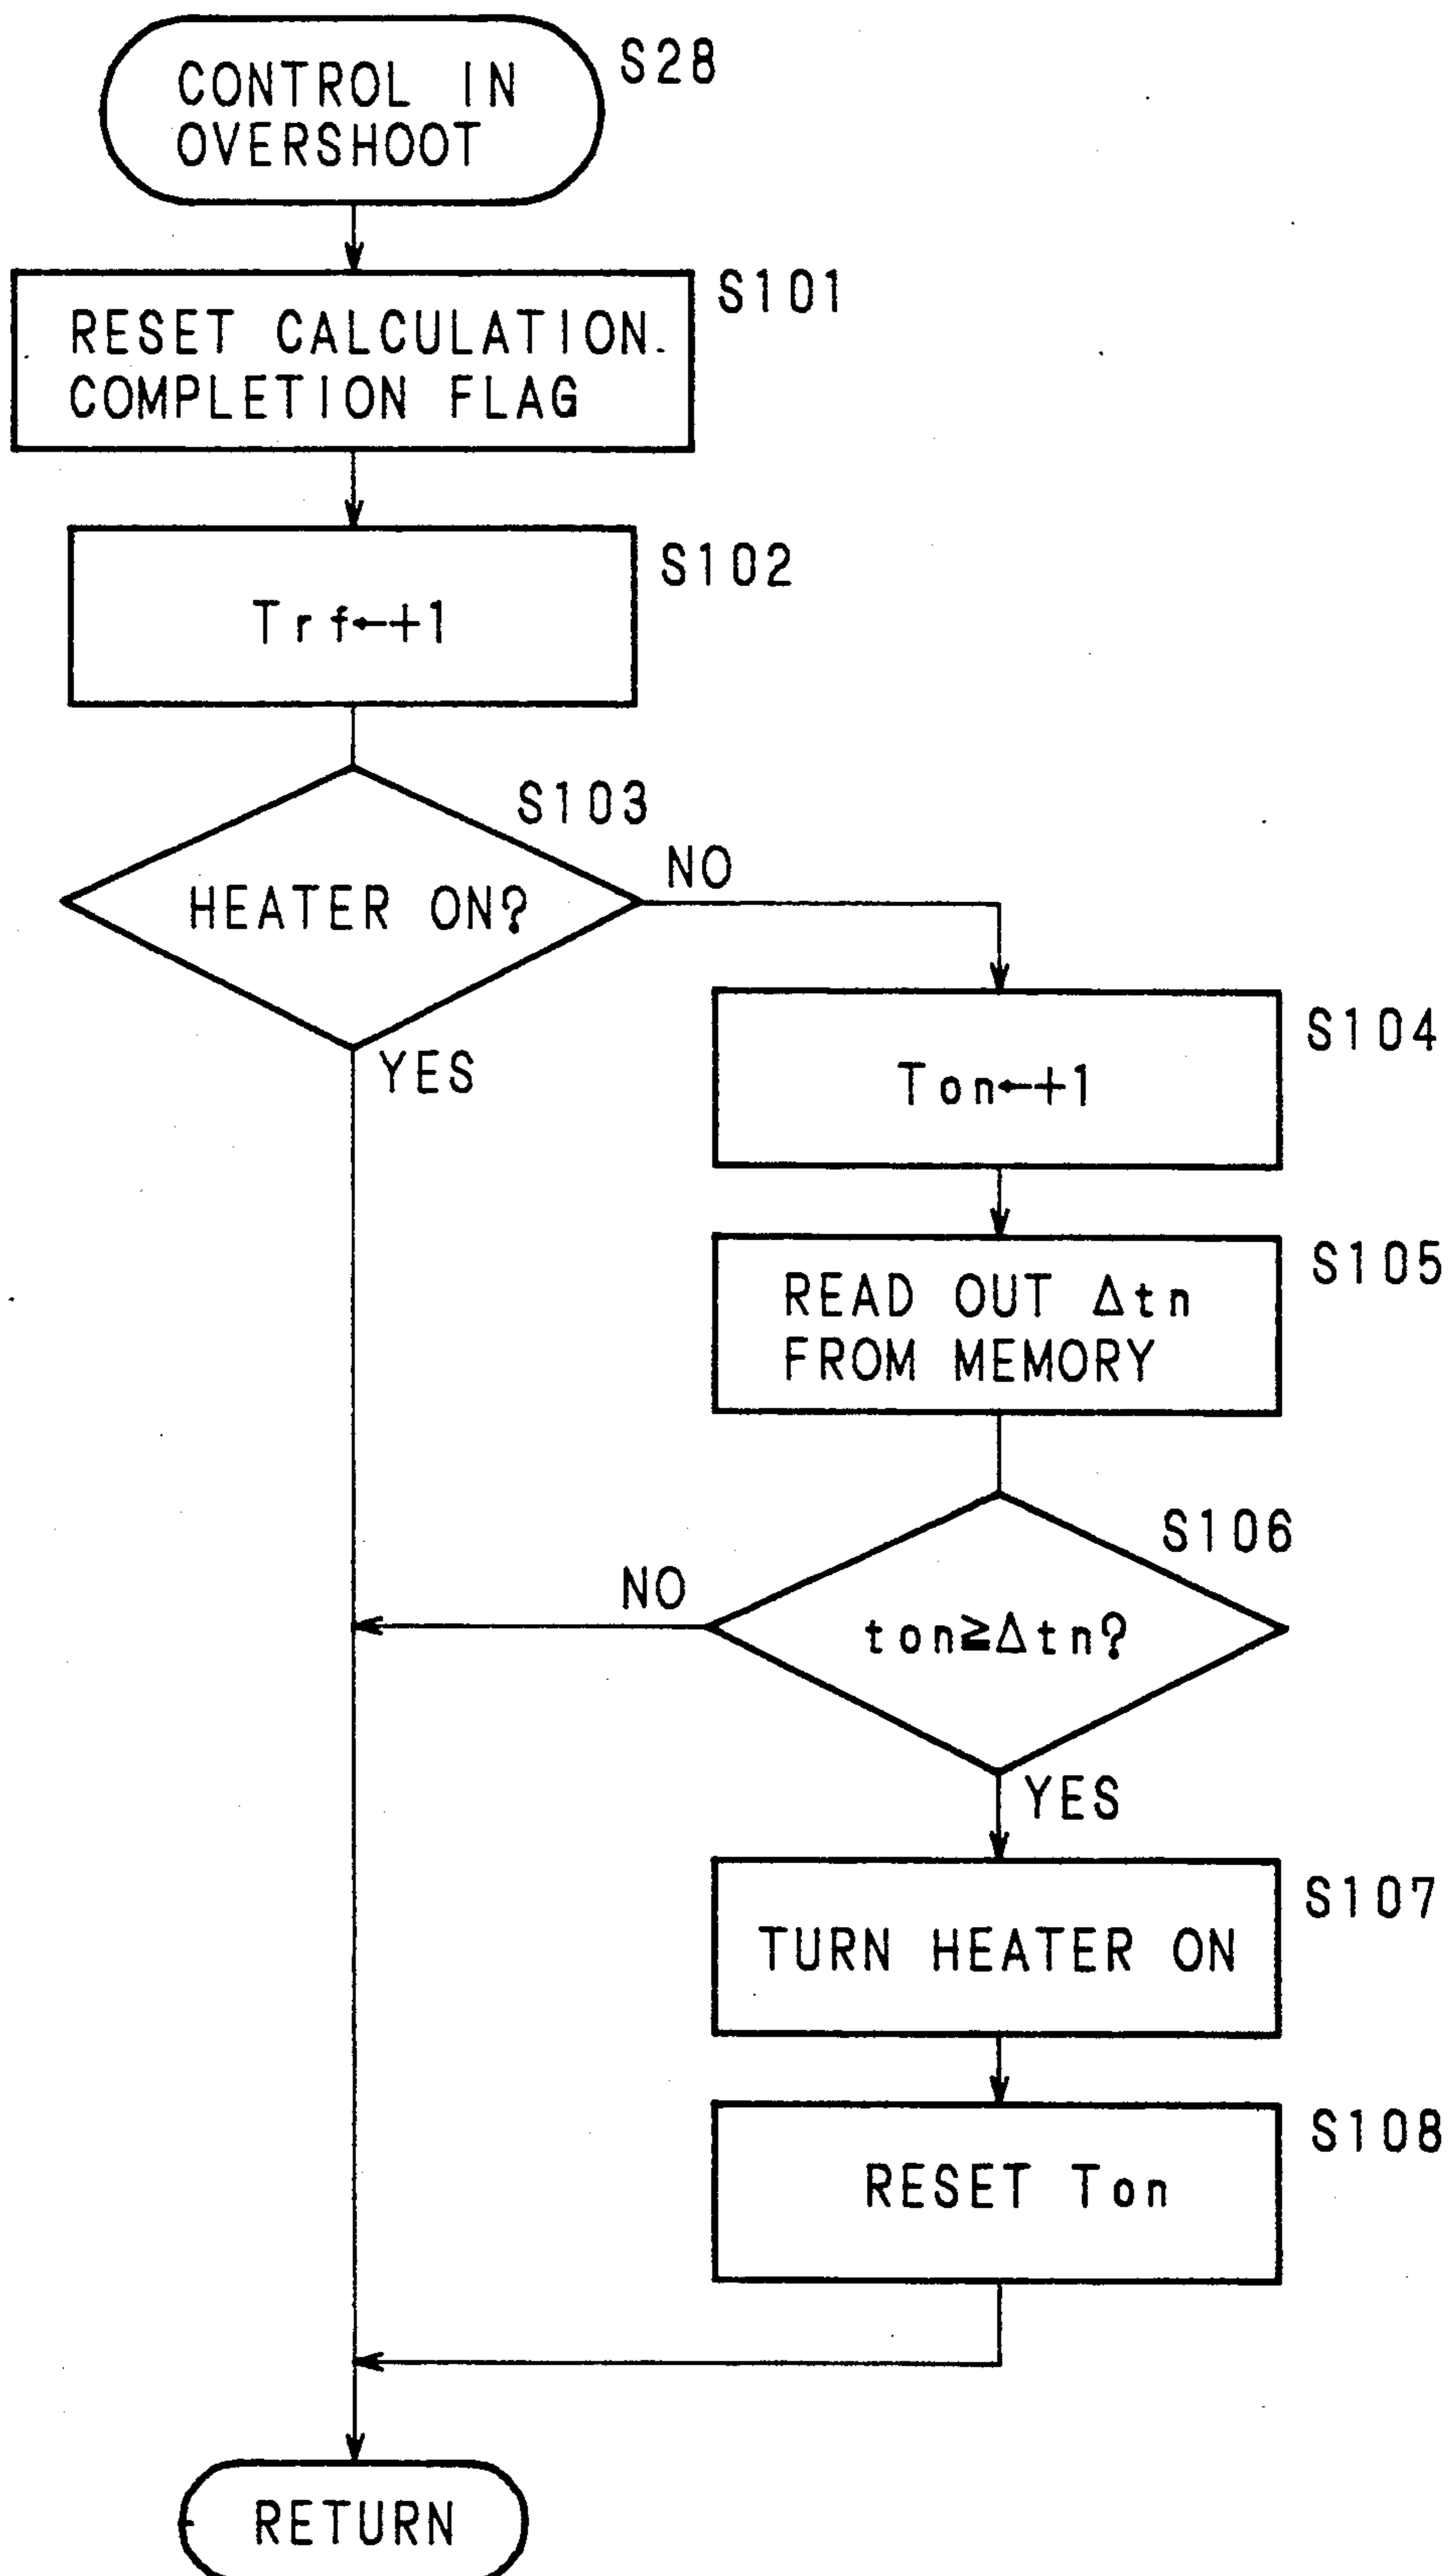 CONTROL IN
OVERSHOOT
S28
RESET CALCULATION
COMPLETION FLAG
S101
Trf←+1
S102
S103
HEATER ON?
NO
YES
Ton←+1
S104
READ OUT Δtn
FROM MEMORY
S105
S106
ton≧Δtn?
NO
YES
TURN HEATER ON
S107
RESET Ton
S108
RETURN